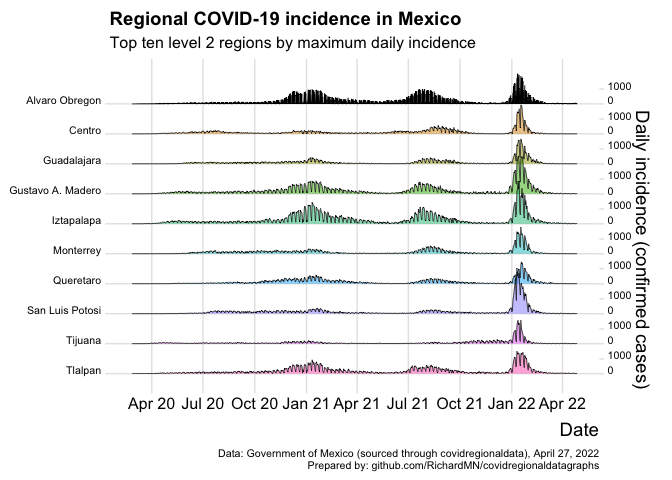 Regional COVID-19 incidence in Mexico
Top ten level 2 regions by maximum daily incidence
Alvaro Obregon
Centro
Guadalajara
Gustavo A. Madero
Iztapalapa
Monterrey
Queretaro
San Luis Potosi
Tijuana
Tlalpan
1000
0
1000
0
1000
0
1000
0
1000
0
1000
0
1000
0
1000
0
1000
0
1000
0
Daily incidence (confirmed cases)
Apr 20 Jul 20 Oct 20 Jan 21 Apr 21 Jul 21 Oct 21 Jan 22 Apr 22
Date
Data: Government of Mexico (sourced through covidregionaldata), April 27, 2022
Prepared by: github.com/RichardMN/covidregionaldatagraphs